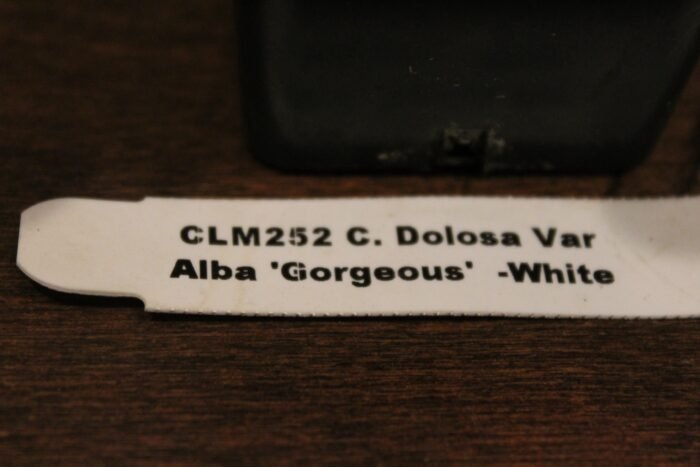 CLM252 C. Dolosa Var
Alba 'Gorgeous' -White